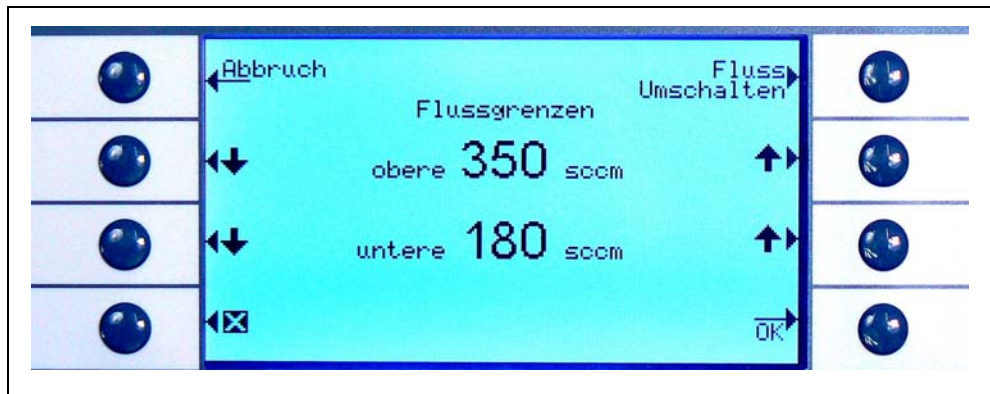 Abbruch
Fluss
Umschalten
Flussgrenzen
obere 350 sccm
untere 180 sccm
OK